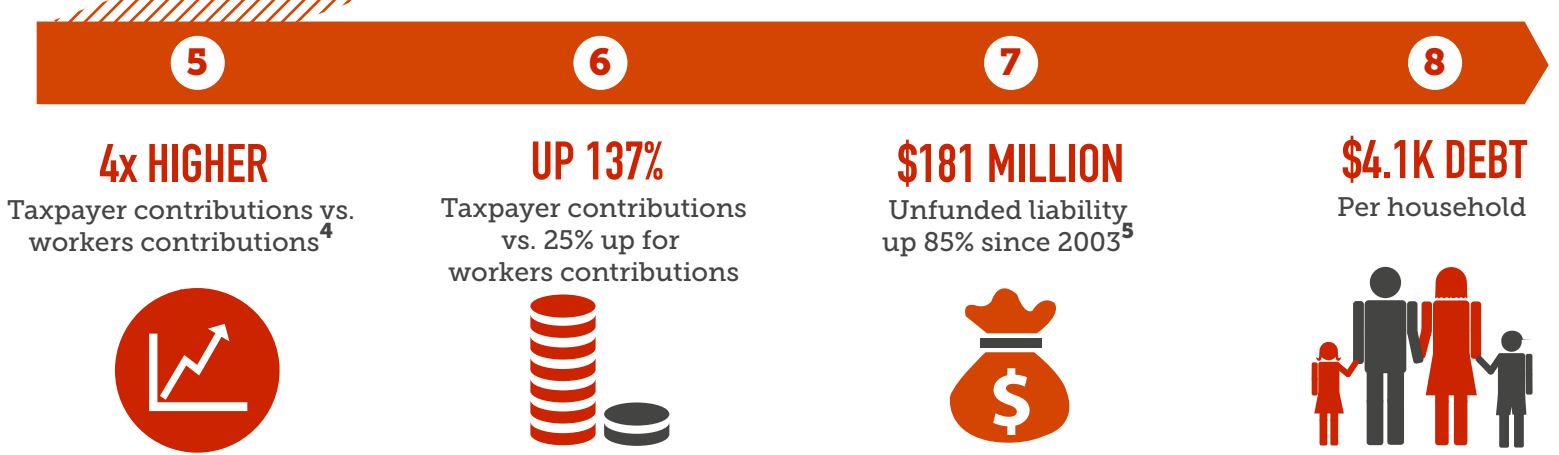 5
4x HIGHER
Taxpayer contributions vs.
workers contributions4
6
UP 137%
Taxpayer contributions
vs. 25% up for
workers contributions
7
$181 MILLION
Unfunded liability
up 85% since 20035
$
8
$4.1K DEBT
Per household